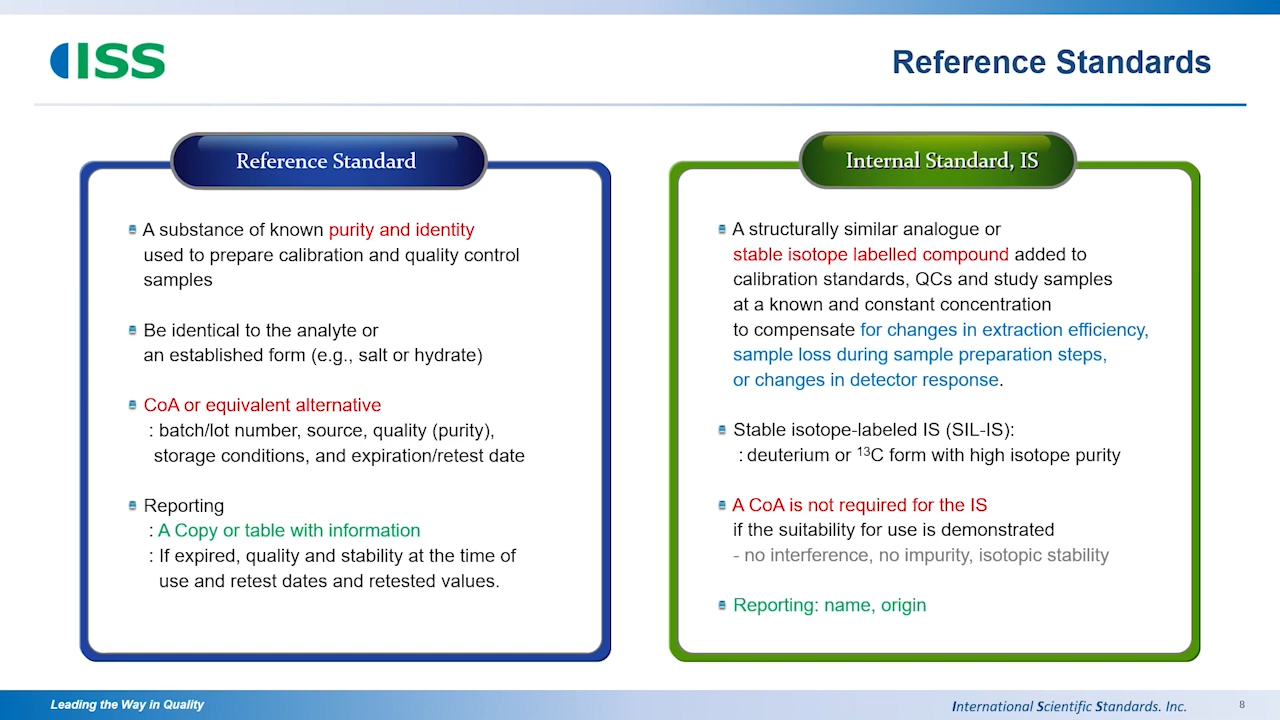 ISS
Reference Standards
Reference Standard
A substance of known purity and identity
used to prepare calibration and quality control
samples
Be identical to the analyte or
an established form (e.g., salt or hydrate)
CoA or equivalent alternative
: batch/lot number, source, quality (purity),
storage conditions, and expiration/retest date
Reporting
: A Copy or table with information
: If expired, quality and stability at the time of
use and retest dates and retested values.
Internal Standard, IS
A structurally similar analogue or
stable isotope labelled compound added to
calibration standards, QCs and study samples
at a known and constant concentration
to compensate for changes in extraction efficiency,
sample loss during sample preparation steps,
or changes in detector response.
Stable isotope-labeled IS (SIL-IS):
: deuterium or ¹³C form with high isotope purity
A CoA is not required for the IS
if the suitability for use is demonstrated
- no interference, no impurity, isotopic stability
Reporting: name, origin
Leading the Way in Quality
International Scientific Standards. Inc.
8